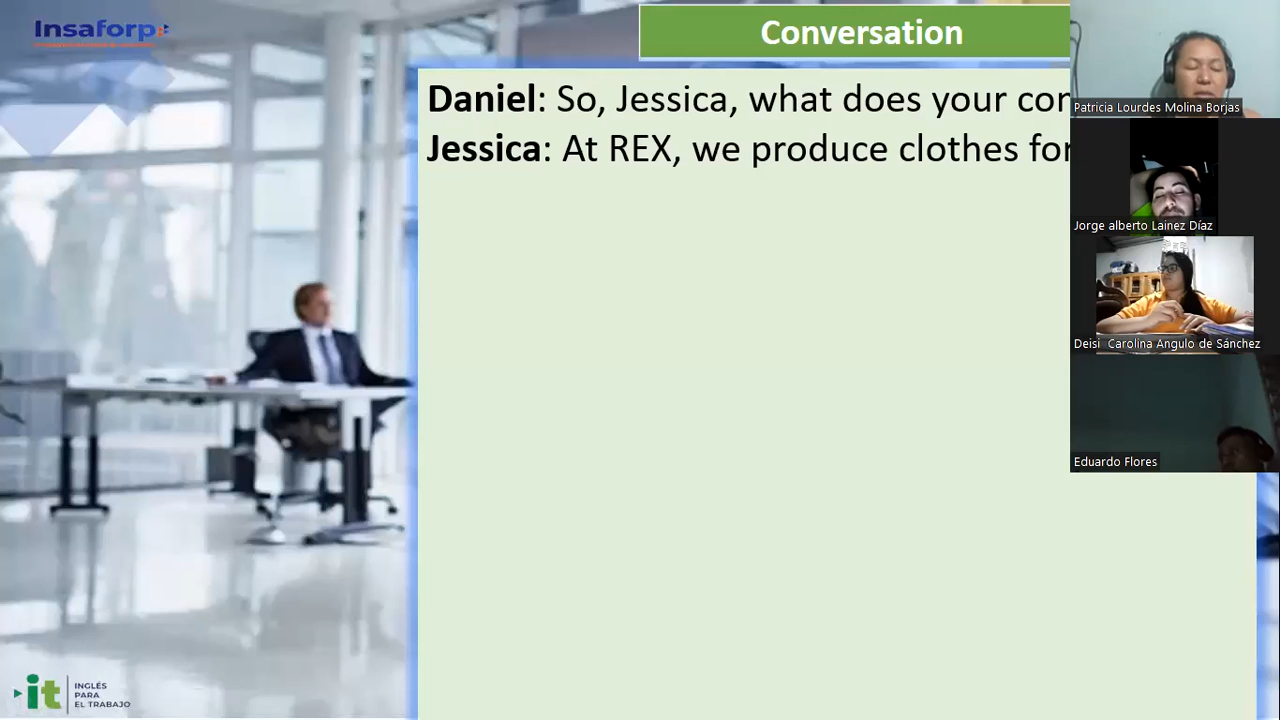 Insaforp
Conversation
Daniel: So, Jessica, what does your
Jessica: At REX, we produce clothes for
Patricia Lourdes Molina Borjas
Jorge alberto Lainez Díaz
Deisi Carolina Angulo de Sánchez
Eduardo Flores
it
INGLÉS
PARA
EL TRABAJO